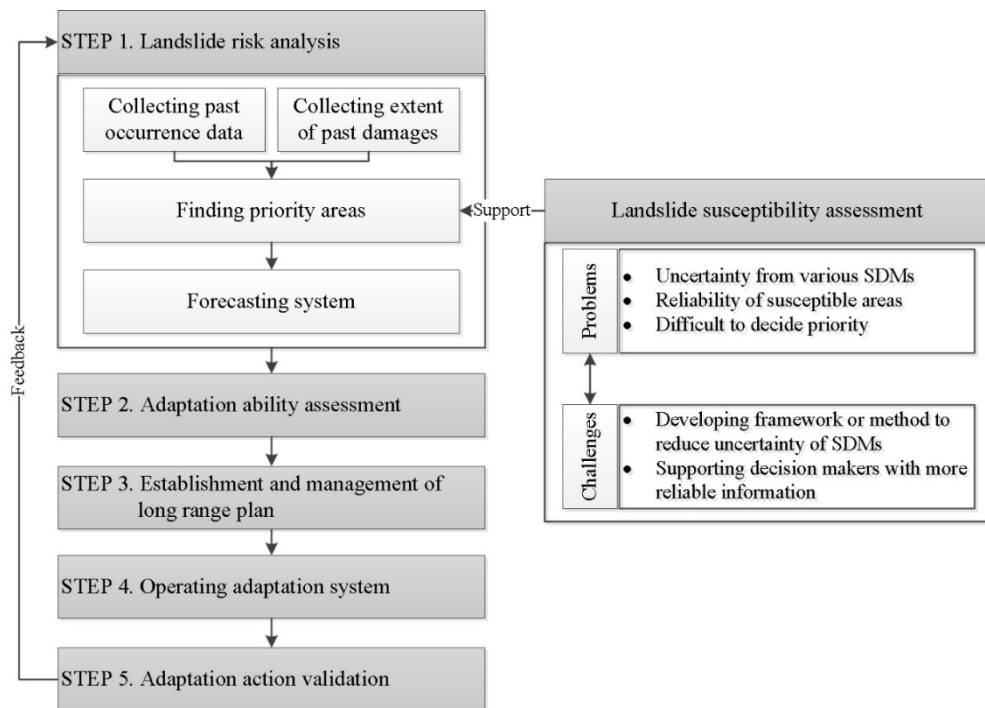 STEP 1. Landslide risk analysis
Collecting past
occurrence data
Collecting extent
of past damages
Finding priority areas
Forecasting system
STEP 2. Adaptation ability assessment
STEP 3. Establishment and management of
long range plan
STEP 4. Operating adaptation system
STEP 5. Adaptation action validation
Feedback
Support
Landslide susceptibility assessment
Problems
• Uncertainty from various SDMs
• Reliability of susceptible areas
• Difficult to decide priority
Challenges
• Developing framework or method to
reduce uncertainty of SDMs
• Supporting decision makers with more
reliable information